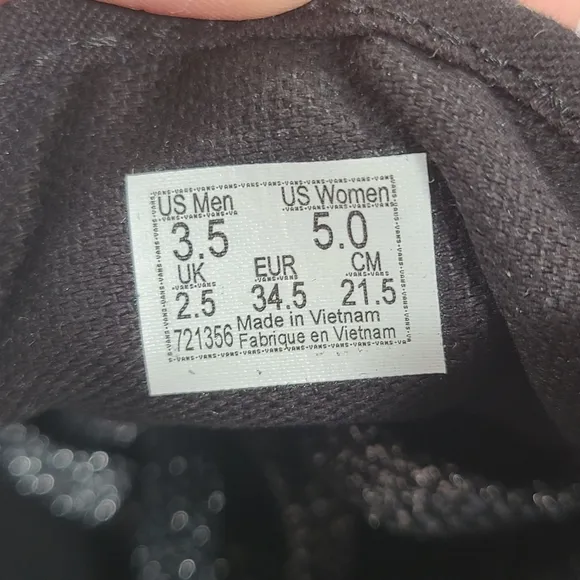 US Men US Women
3.5 5.0
UK EUR CM
2.5 34.5 21.5
Made in Vietnam
721356 Fabrique en Vietnam